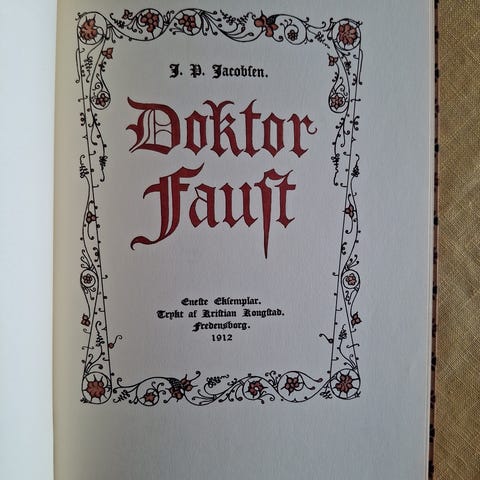 J. P. Jacobſen.
Doktor
Fauſt
Eneſte Ekſemplar.
Trykt af Kriſtian Kongſtad.
Fredensborg.
1912